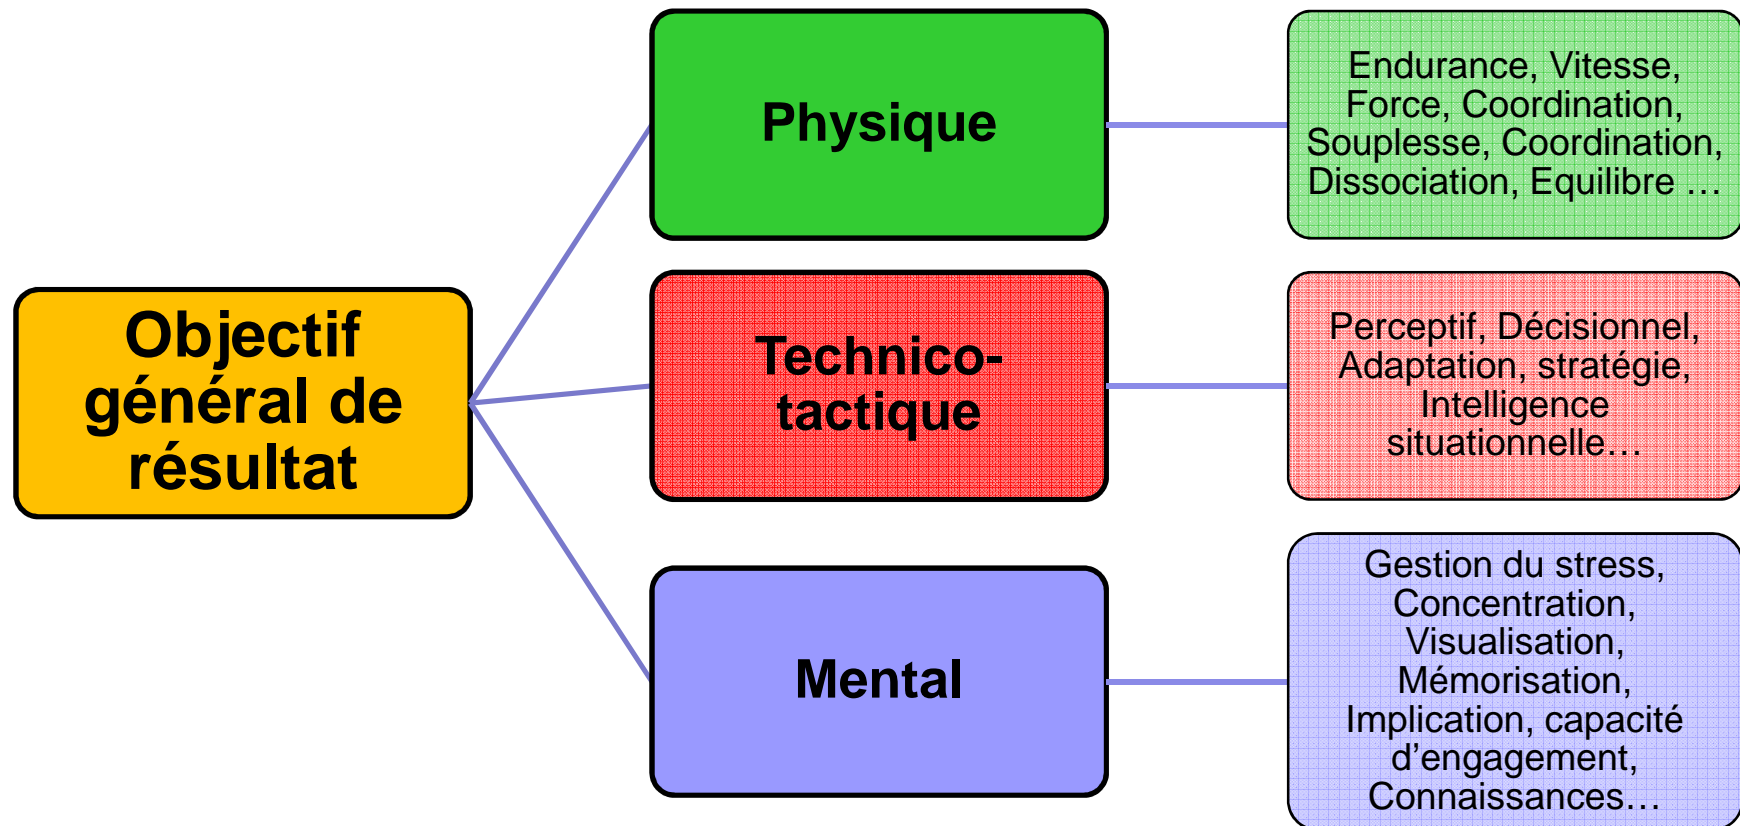 Objectif
général de
résultat
Physique
Endurance, Vitesse,
Force, Coordination,
Souplesse, Coordination,
Dissociation, Equilibre …
Technico-
tactique
Perceptif, Décisionnel,
Adaptation, stratégie,
Intelligence
situationnelle…
Mental
Gestion du stress,
Concentration,
Visualisation,
Mémorisation,
Implication, capacité
d’engagement,
Connaissances…